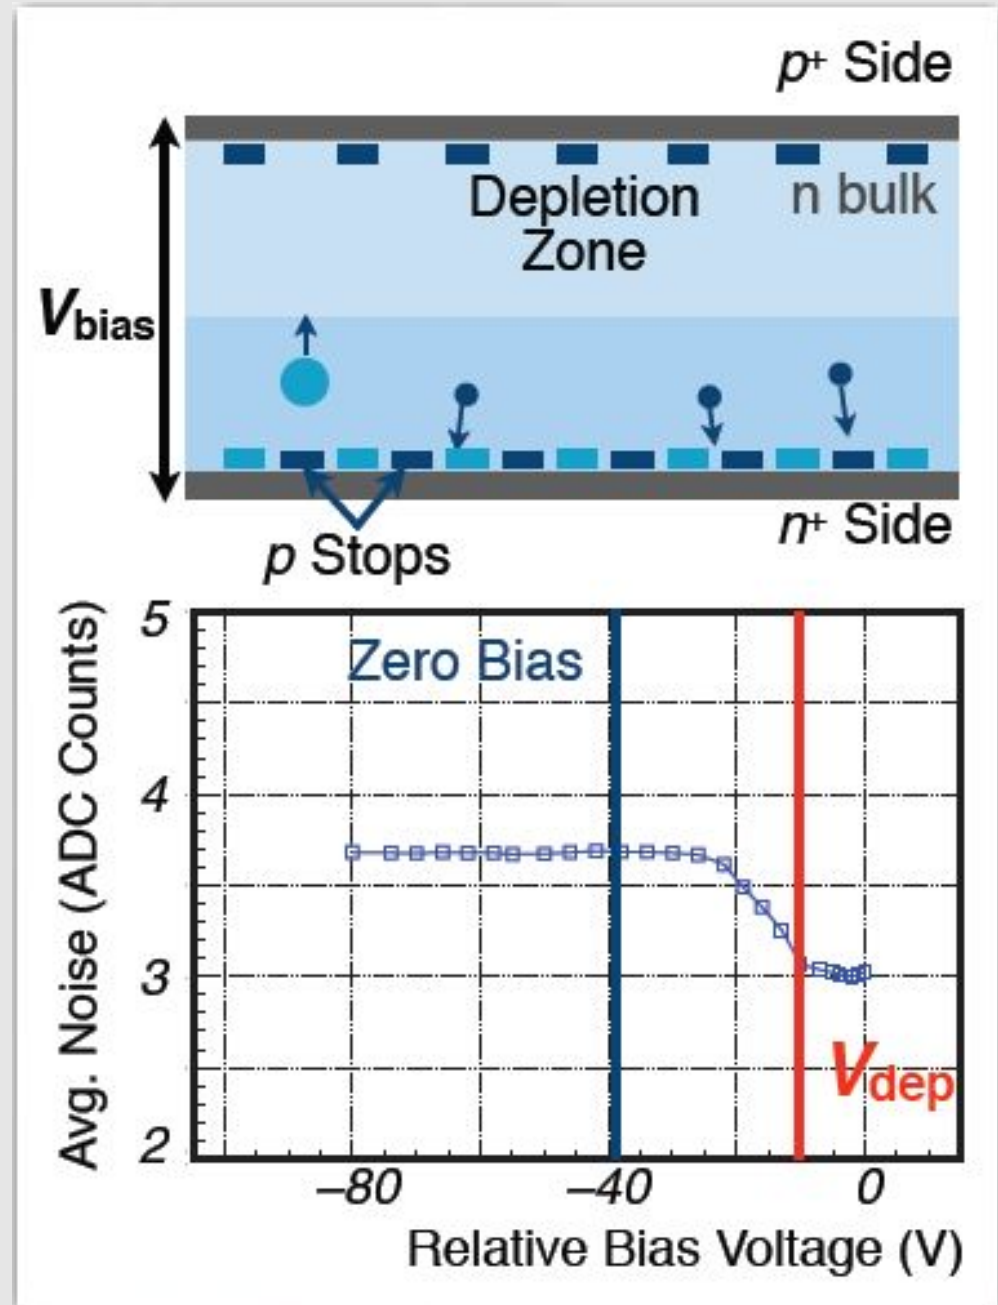 p+ Side
Depletion
Zone
n bulk
Vbias
n+ Side
p Stops
5
4
3
2
Avg. Noise (ADC Counts)
Zero Bias
Vdep
–80
–40
0
Relative Bias Voltage (V)